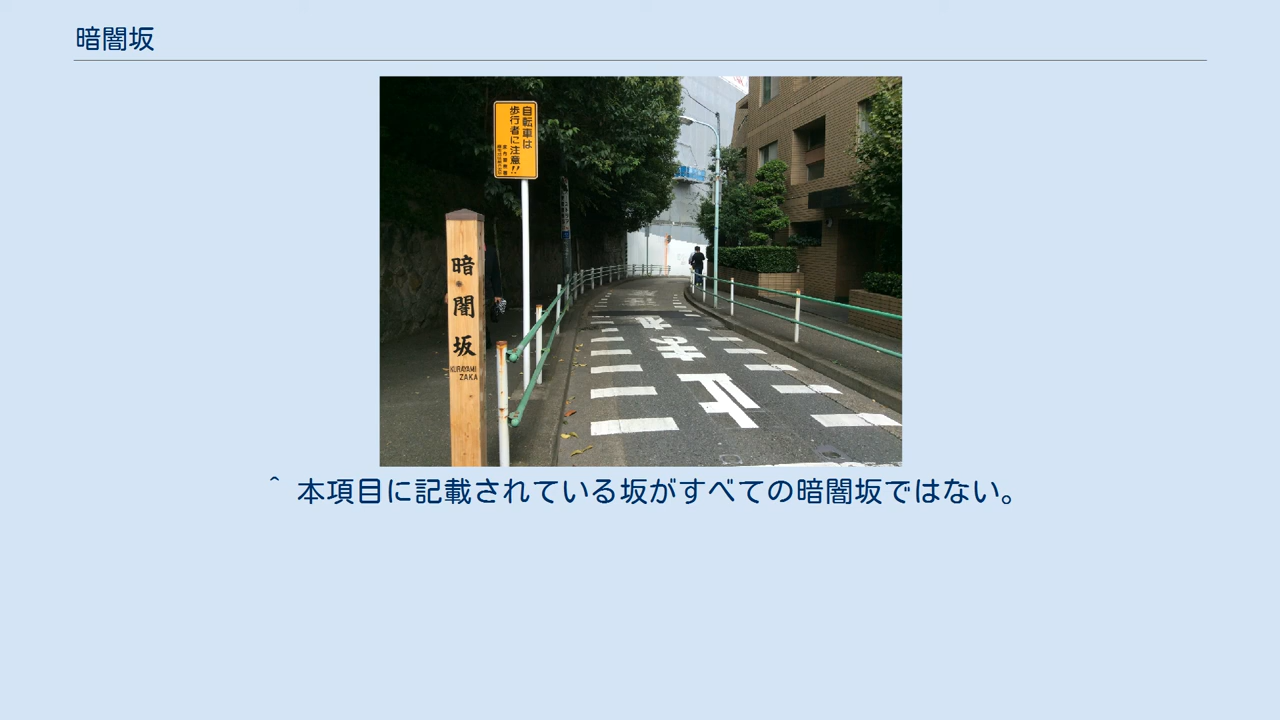 暗闇坂
自転車は
歩行者に注意!!
暗闇坂
KURAYAMI
ZAKA
止まれ
^ 本項目に記載されている坂がすべての暗闇坂ではない。